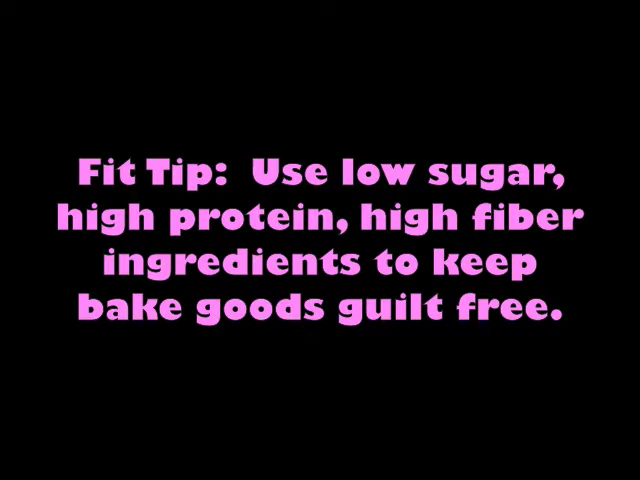 Fit Tip:  Use low sugar,
high protein, high fiber
ingredients to keep
bake goods guilt free.